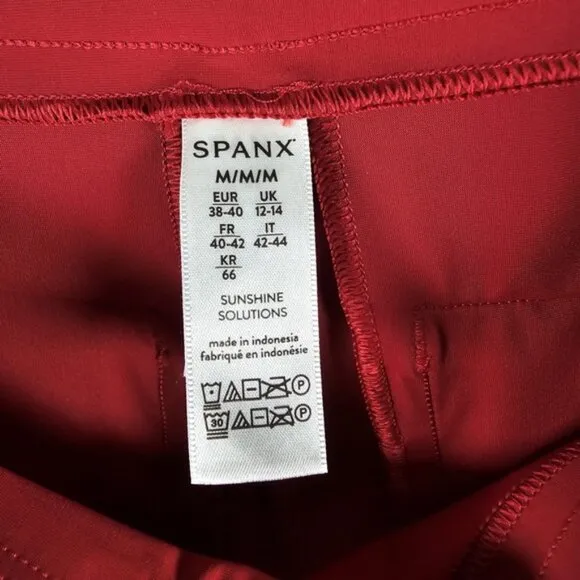 SPANX
M/M/M
EUR UK
38-40 12-14
FR IT
40-42 42-44
KR
66
SUNSHINE
SOLUTIONS
made in indonesia
fabriqué en indonésie
P
30 P